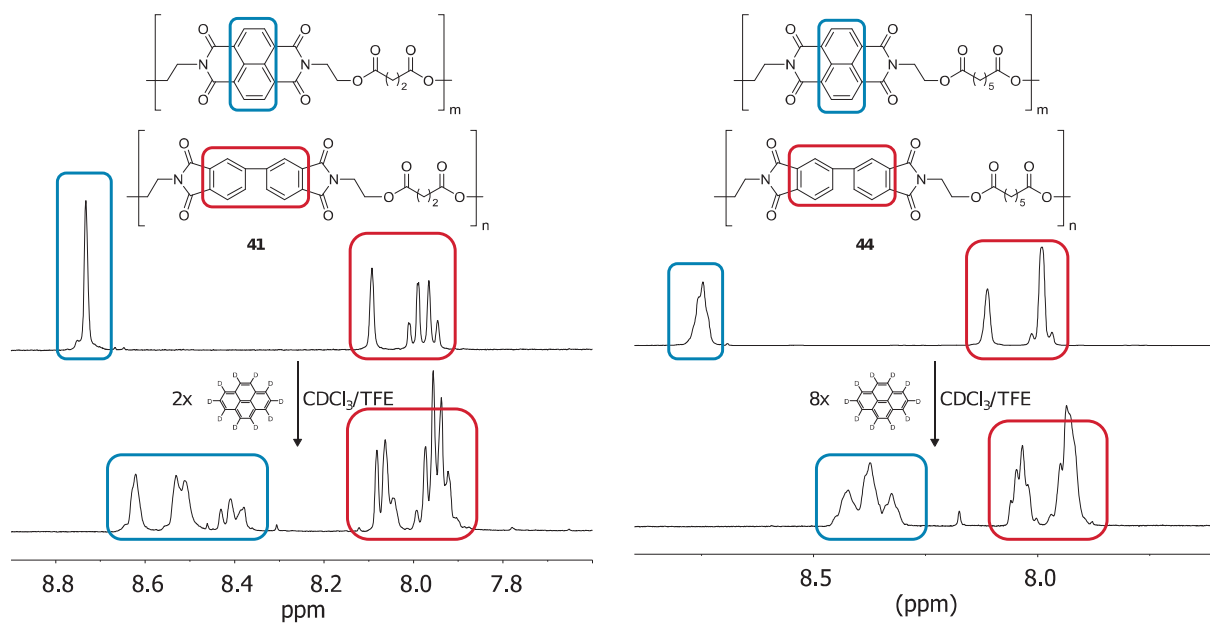 O O
N N
O O
O O
O O
2
m
O O
N N
O O
O O
O O
2
n
41
2x
D D D D D D D D D D
CDCl3/TFE
8.8 8.6 8.4 8.2 8.0 7.8
ppm
O O
N N
O O
O O
O O
5
m
O O
N N
O O
O O
O O
5
n
44
8x
D D D D D D D D D D
CDCl3/TFE
8.5 8.0
(ppm)